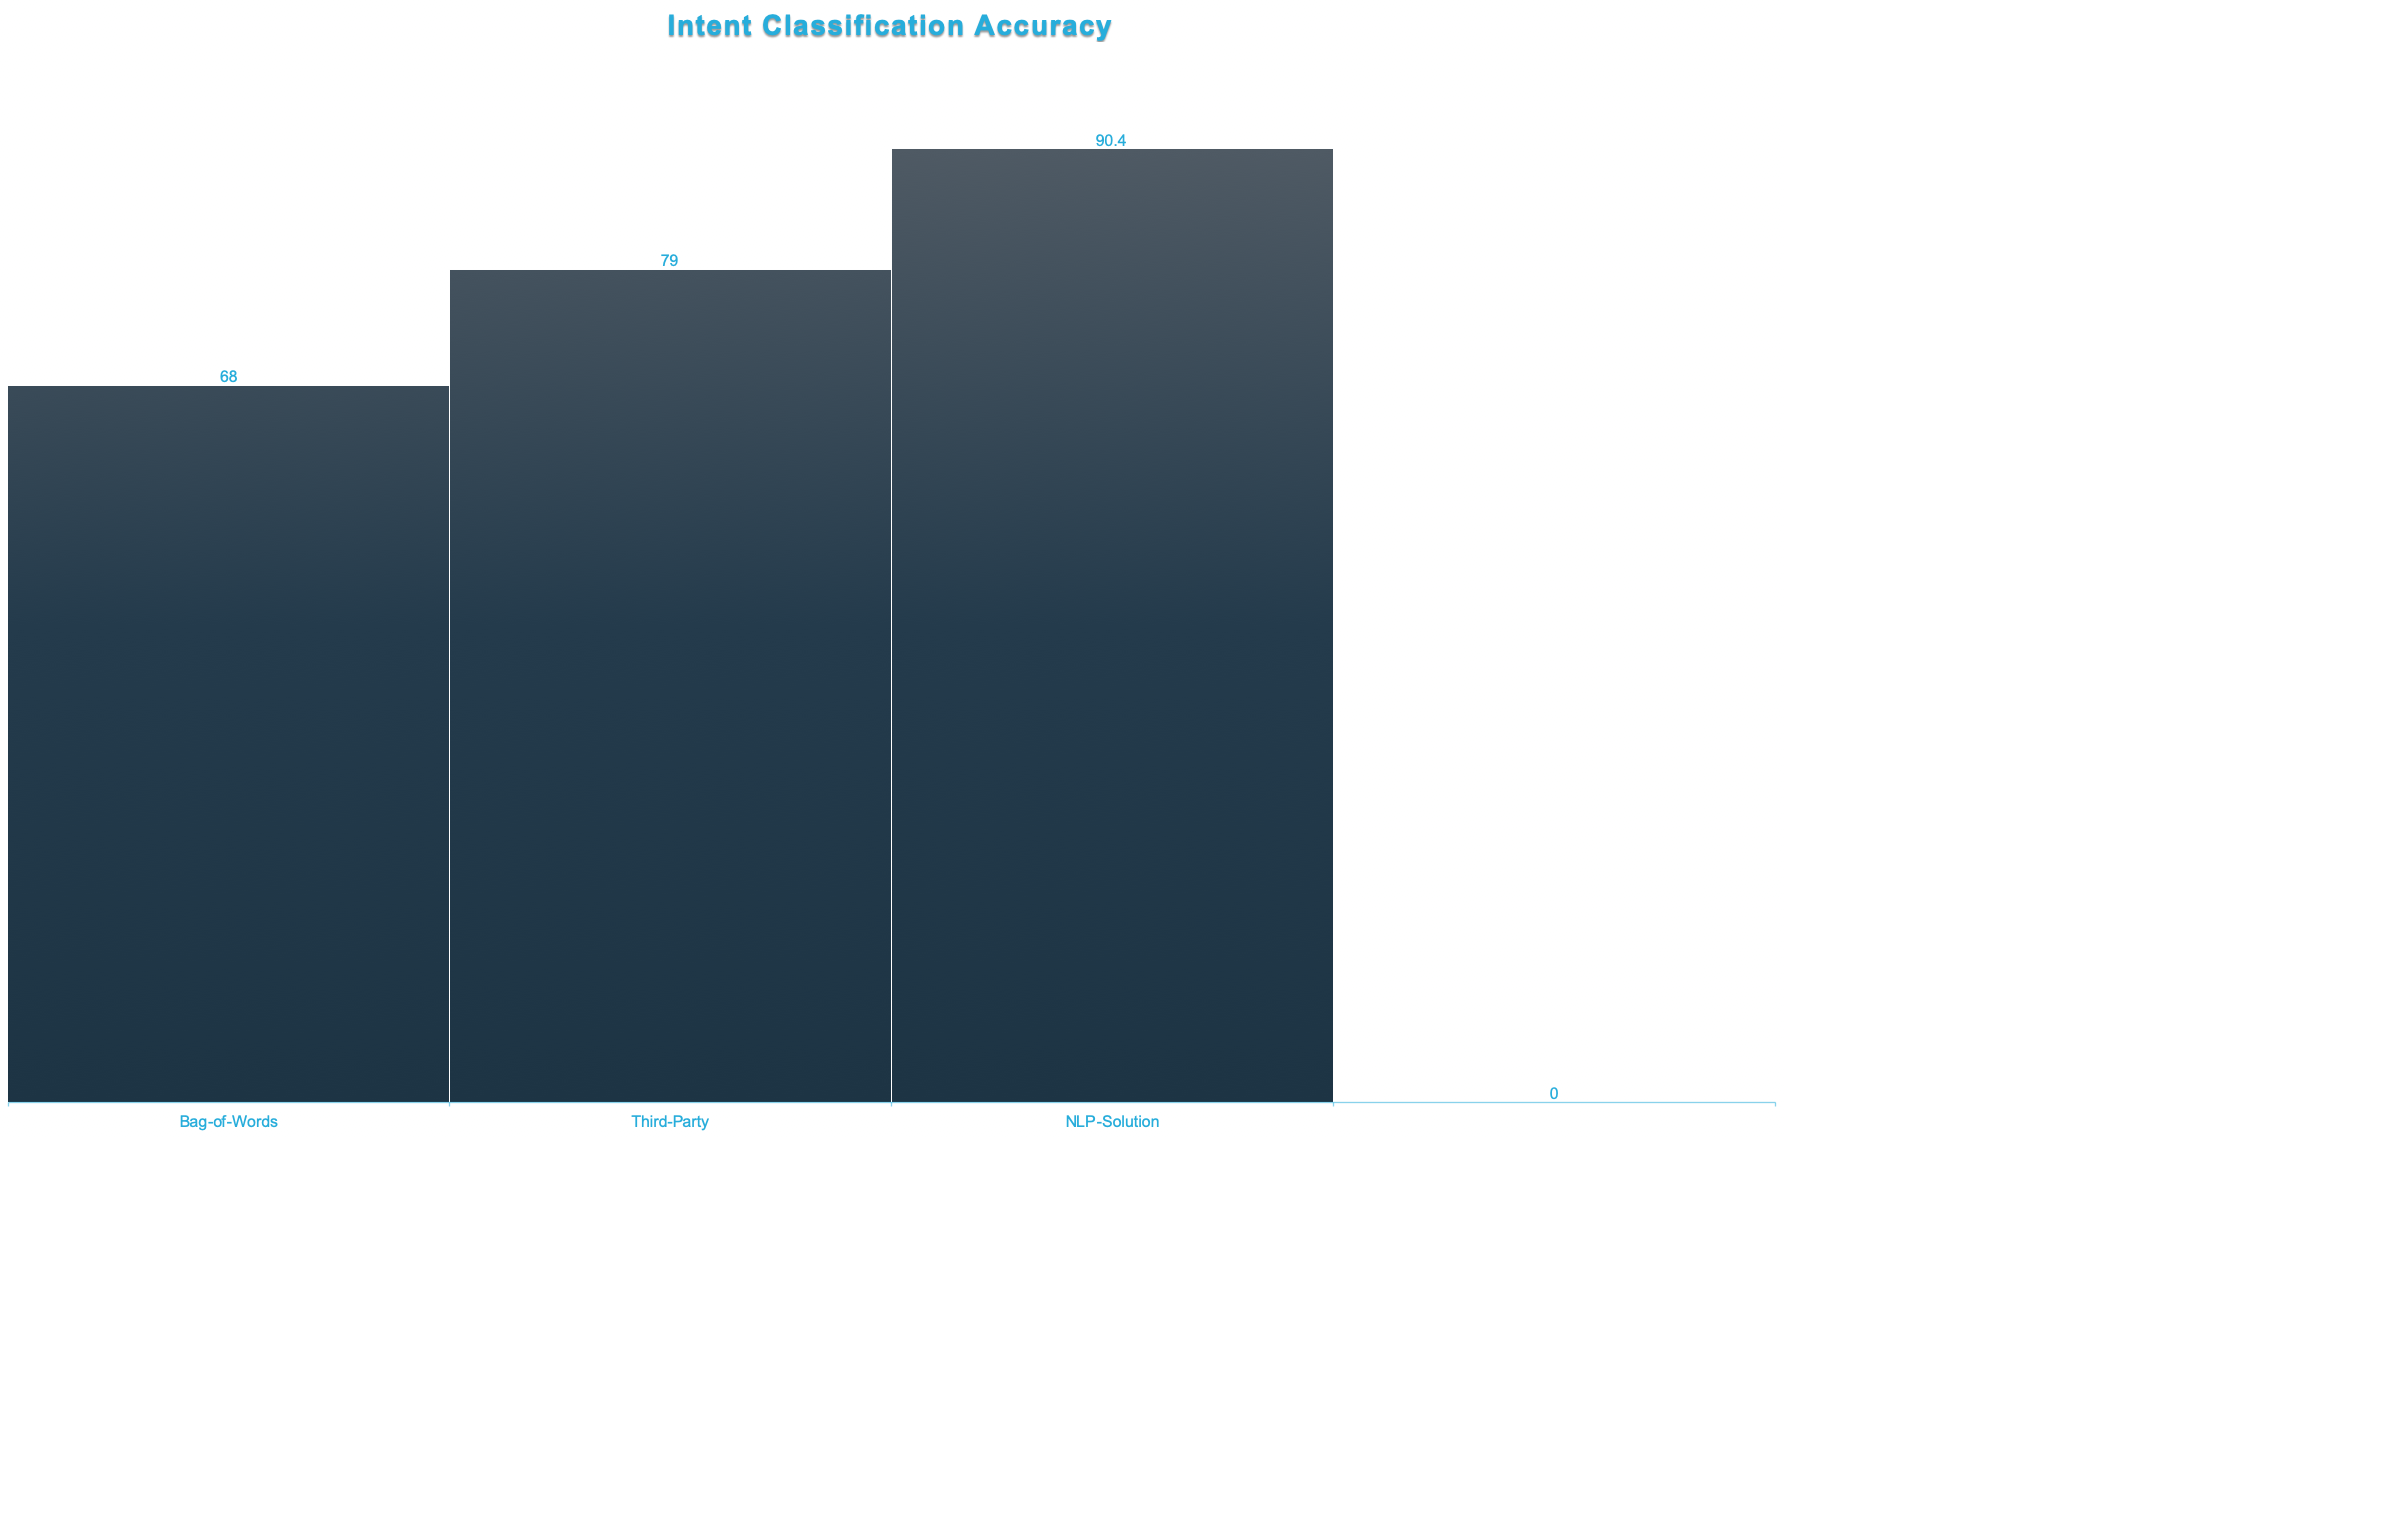 Intent Classification Accuracy
90.4
79
68
0
Bag-of-Words Third-Party NLP-Solution